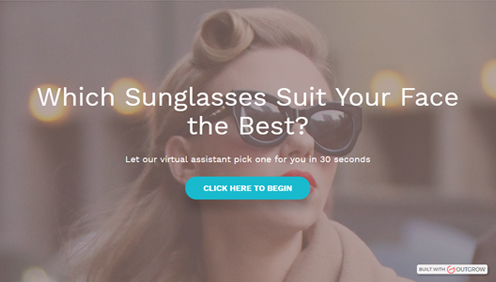 Which Sunglasses Suit Your Face
the Best?
Let our virtual assistant pick one for you in 30 seconds
CLICK HERE TO BEGIN
BUILT WITH OUTGROW